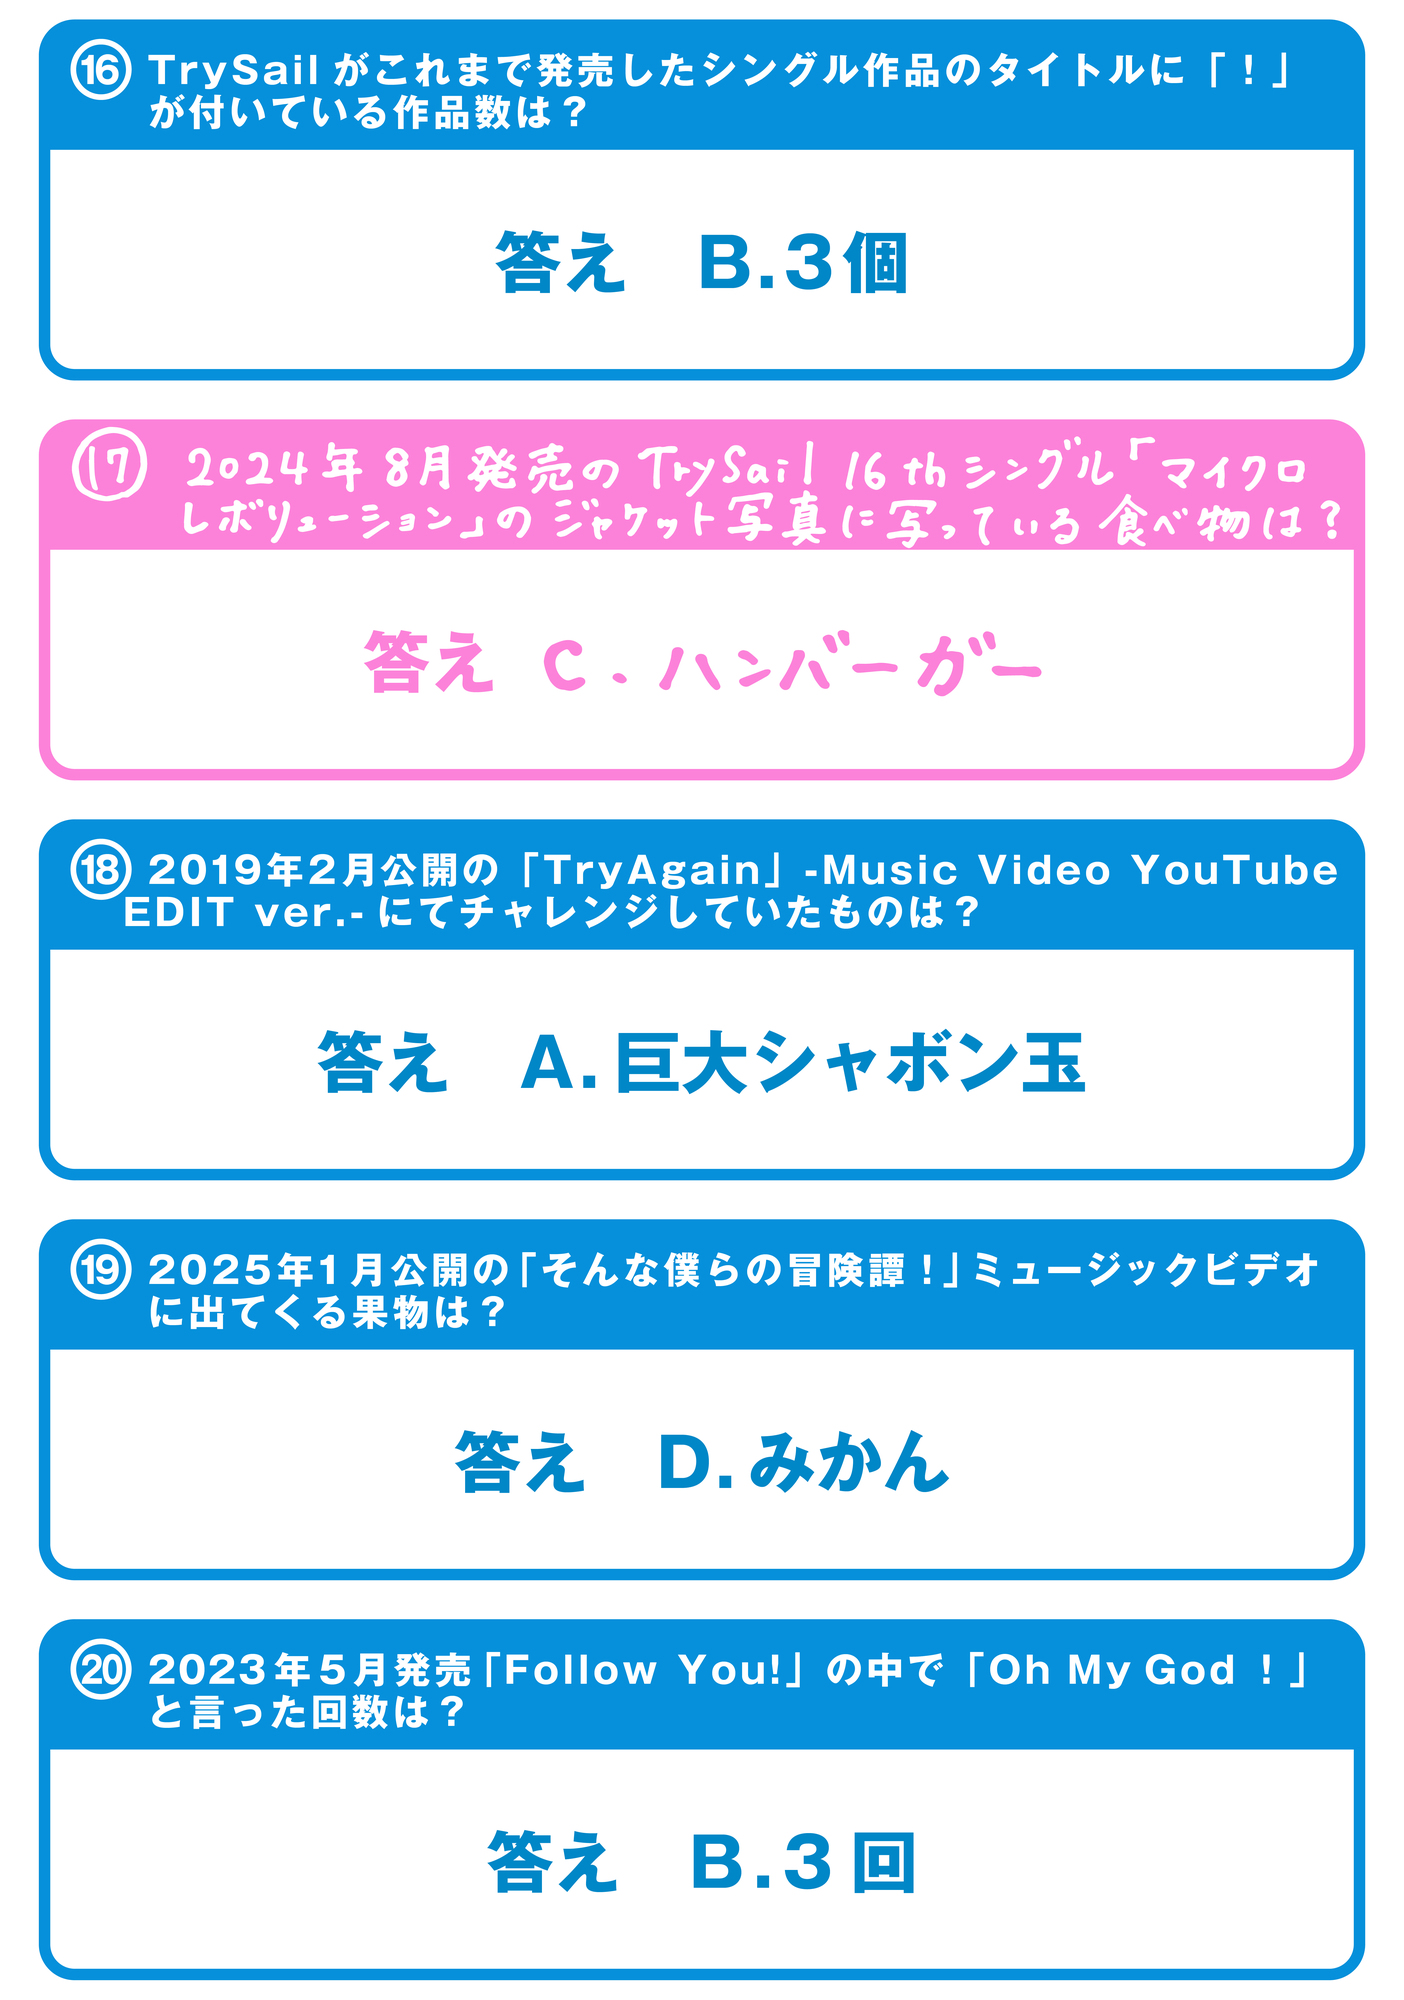 ⑯ TrySailがこれまで発売したシングル作品のタイトルに「！」
が付いている作品数は？
答え　B.3個
⑰ 2024年8月発売のTrySail 16thシングル「マイクロ
レボリューション」のジャケット写真に写っている食べ物は？
答え C.ハンバーガー
⑱ 2019年2月公開の「TryAgain」-Music Video YouTube
EDIT ver.-にてチャレンジしていたものは？
答え　A.巨大シャボン玉
⑲ 2025年1月公開の「そんな僕らの冒険譚！」ミュージックビデオ
に出てくる果物は？
答え　D.みかん
⑳ 2023年5月発売「Follow You!」の中で「Oh My God ！」
と言った回数は？
答え　B.3回